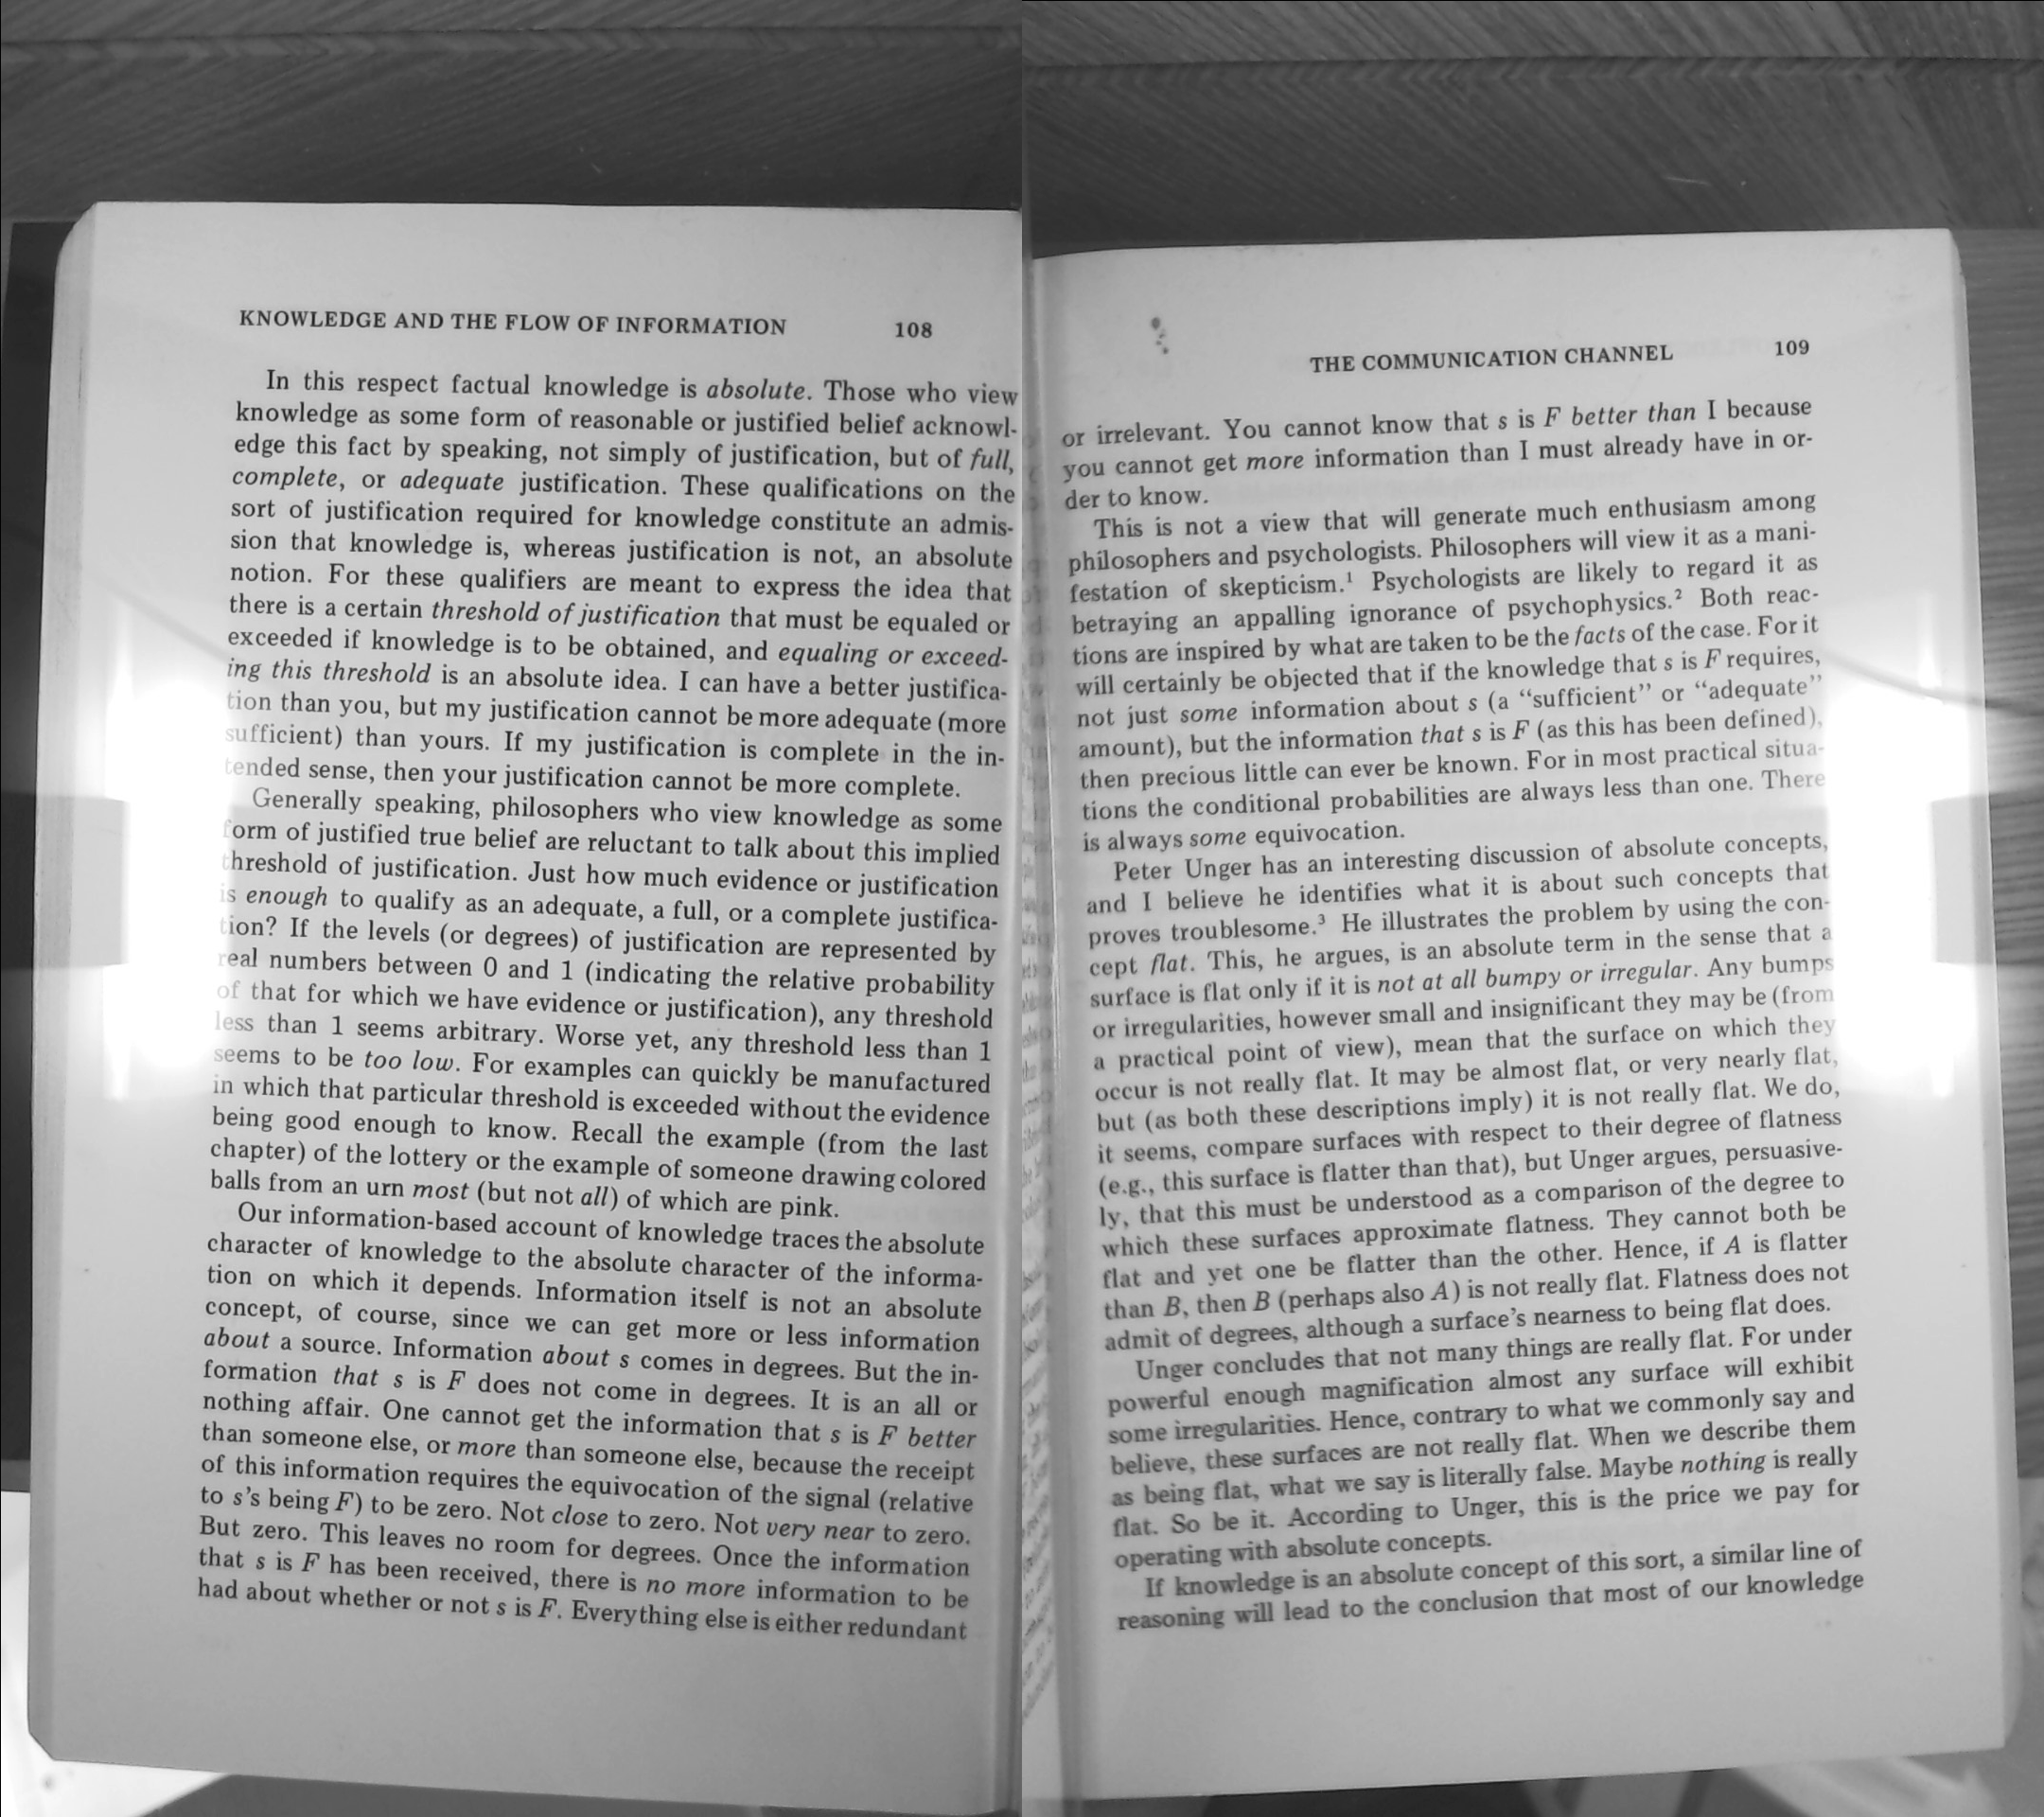 KNOWLEDGE AND THE FLOW OF INFORMATION 108
In this respect factual knowledge is absolute. Those who view
knowledge as some form of reasonable or justified belief acknowl-
edge this fact by speaking, not simply of justification, but of full,
complete, or adequate justification. These qualifications on the
sort of justification required for knowledge constitute an admis-
sion that knowledge is, whereas justification is not, an absolute
notion. For these qualifiers are meant to express the idea that
there is a certain threshold of justification that must be equaled or
exceeded if knowledge is to be obtained, and equaling or exceed-
ing this threshold is an absolute idea. I can have a better justifica-
tion than you, but my justification cannot be more adequate (more
sufficient) than yours. If my justification is complete in the in-
tended sense, then your justification cannot be more complete.
Generally speaking, philosophers who view knowledge as some
form of justified true belief are reluctant to talk about this implied
threshold of justification. Just how much evidence or justification
is enough to qualify as an adequate, a full, or a complete justifica-
tion? If the levels (or degrees) of justification are represented by
real numbers between 0 and 1 (indicating the relative probability
of that for which we have evidence or justification), any threshold
less than 1 seems arbitrary. Worse yet, any threshold less than 1
seems to be too low. For examples can quickly be manufactured
in which that particular threshold is exceeded without the evidence
being good enough to know. Recall the example (from the last
chapter) of the lottery or the example of someone drawing colored
balls from an urn most (but not all) of which are pink.
Our information-based account of knowledge traces the absolute
character of knowledge to the absolute character of the informa-
tion on which it depends. Information itself is not an absolute
concept, of course, since we can get more or less information
about a source. Information about s comes in degrees. But the in-
formation that s is F does not come in degrees. It is an all or
nothing affair. One cannot get the information that s is F better
than someone else, or more than someone else, because the receipt
of this information requires the equivocation of the signal (relative
to s's being F) to be zero. Not close to zero. Not very near to zero.
But zero. This leaves no room for degrees. Once the information
that s is F has been received, there is no more information to be
had about whether or not s is F. Everything else is either redundant
THE COMMUNICATION CHANNEL 109
or irrelevant. You cannot know that s is F better than I because
you cannot get more information than I must already have in or-
der to know.
This is not a view that will generate much enthusiasm among
philosophers and psychologists. Philosophers will view it as a mani-
festation of skepticism.¹ Psychologists are likely to regard it as
betraying an appalling ignorance of psychophysics.² Both reac-
tions are inspired by what are taken to be the facts of the case. For it
will certainly be objected that if the knowledge that s is F requires,
not just some information about s (a “sufficient” or “adequate”
amount), but the information that s is F (as this has been defined),
then precious little can ever be known. For in most practical situa-
tions the conditional probabilities are always less than one. There
is always some equivocation.
Peter Unger has an interesting discussion of absolute concepts,
and I believe he identifies what it is about such concepts that
proves troublesome.³ He illustrates the problem by using the con-
cept flat. This, he argues, is an absolute term in the sense that a
surface is flat only if it is not at all bumpy or irregular. Any bumps
or irregularities, however small and insignificant they may be (from
a practical point of view), mean that the surface on which they
occur is not really flat. It may be almost flat, or very nearly flat,
but (as both these descriptions imply) it is not really flat. We do,
it seems, compare surfaces with respect to their degree of flatness
(e.g., this surface is flatter than that), but Unger argues, persuasive-
ly, that this must be understood as a comparison of the degree to
which these surfaces approximate flatness. They cannot both be
flat and yet one be flatter than the other. Hence, if A is flatter
than B, then B (perhaps also A) is not really flat. Flatness does not
admit of degrees, although a surface's nearness to being flat does.
Unger concludes that not many things are really flat. For under
powerful enough magnification almost any surface will exhibit
some irregularities. Hence, contrary to what we commonly say and
believe, these surfaces are not really flat. When we describe them
as being flat, what we say is literally false. Maybe nothing is really
flat. So be it. According to Unger, this is the price we pay for
operating with absolute concepts.
If knowledge is an absolute concept of this sort, a similar line of
reasoning will lead to the conclusion that most of our knowledge